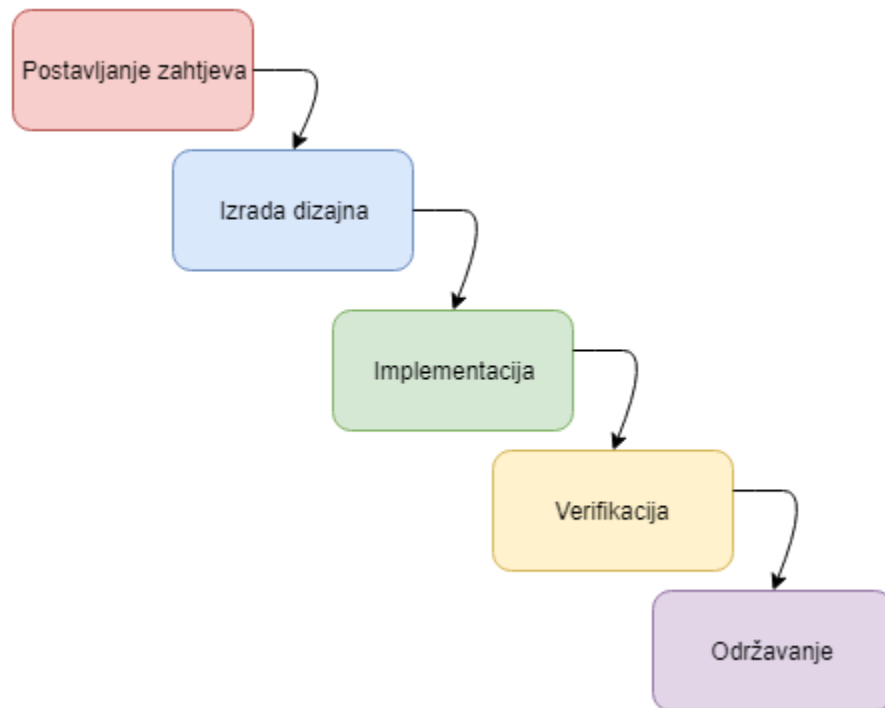 Postavljanje zahtjeva
Izrada dizajna
Implementacija
Verifikacija
Održavanje